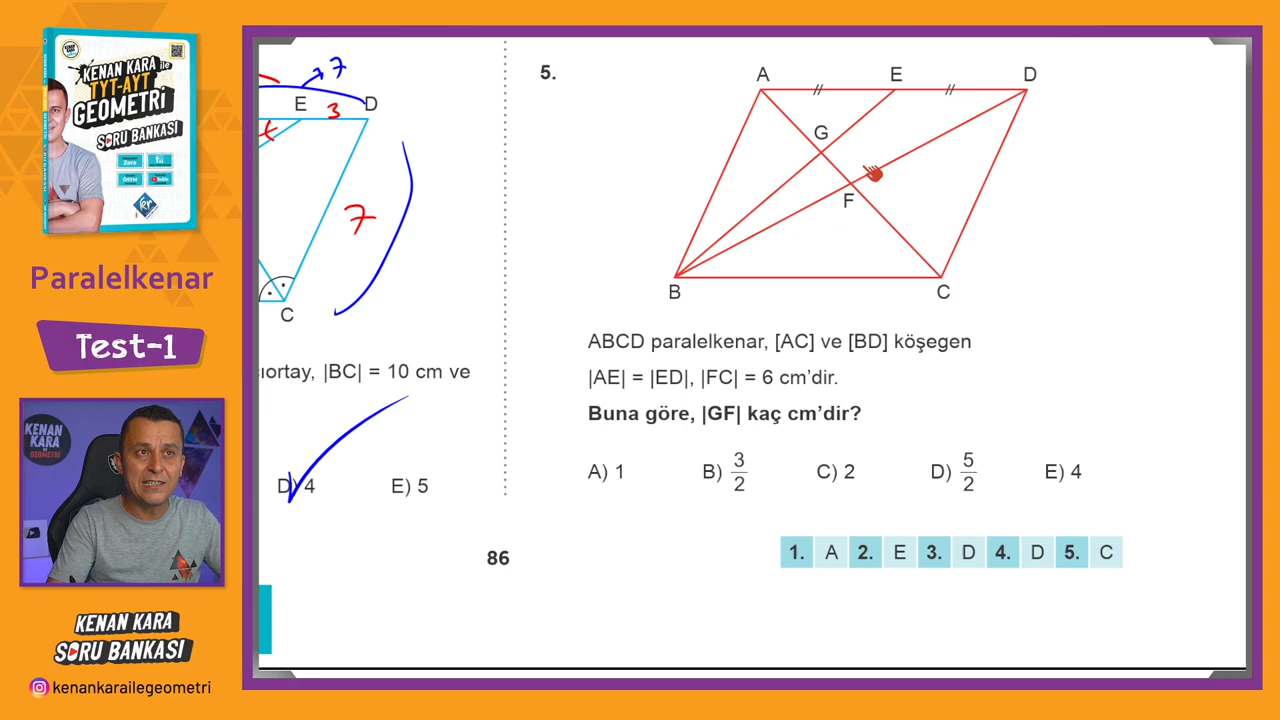 KENAN KARA ile
TYT-AYT
GEOMETRİ
SORU BANKASI
Paralelkenar
Test-1
KENAN
KARA
GEOMETRİ
KENAN KARA
SORU BANKASI
kenankarailegeometri
7
E
3
D
7
C
cıortay, |BC| = 10 cm ve
D) 4
E) 5
86
5.
A
E
D
G
F
B
C
ABCD paralelkenar, [AC] ve [BD] köşegen
|AE| = |ED|, |FC| = 6 cm'dir.
Buna göre, |GF| kaç cm'dir?
A) 1 B) 3/2 C) 2 D) 5/2 E) 4
1. A 2. E 3. D 4. D 5. C